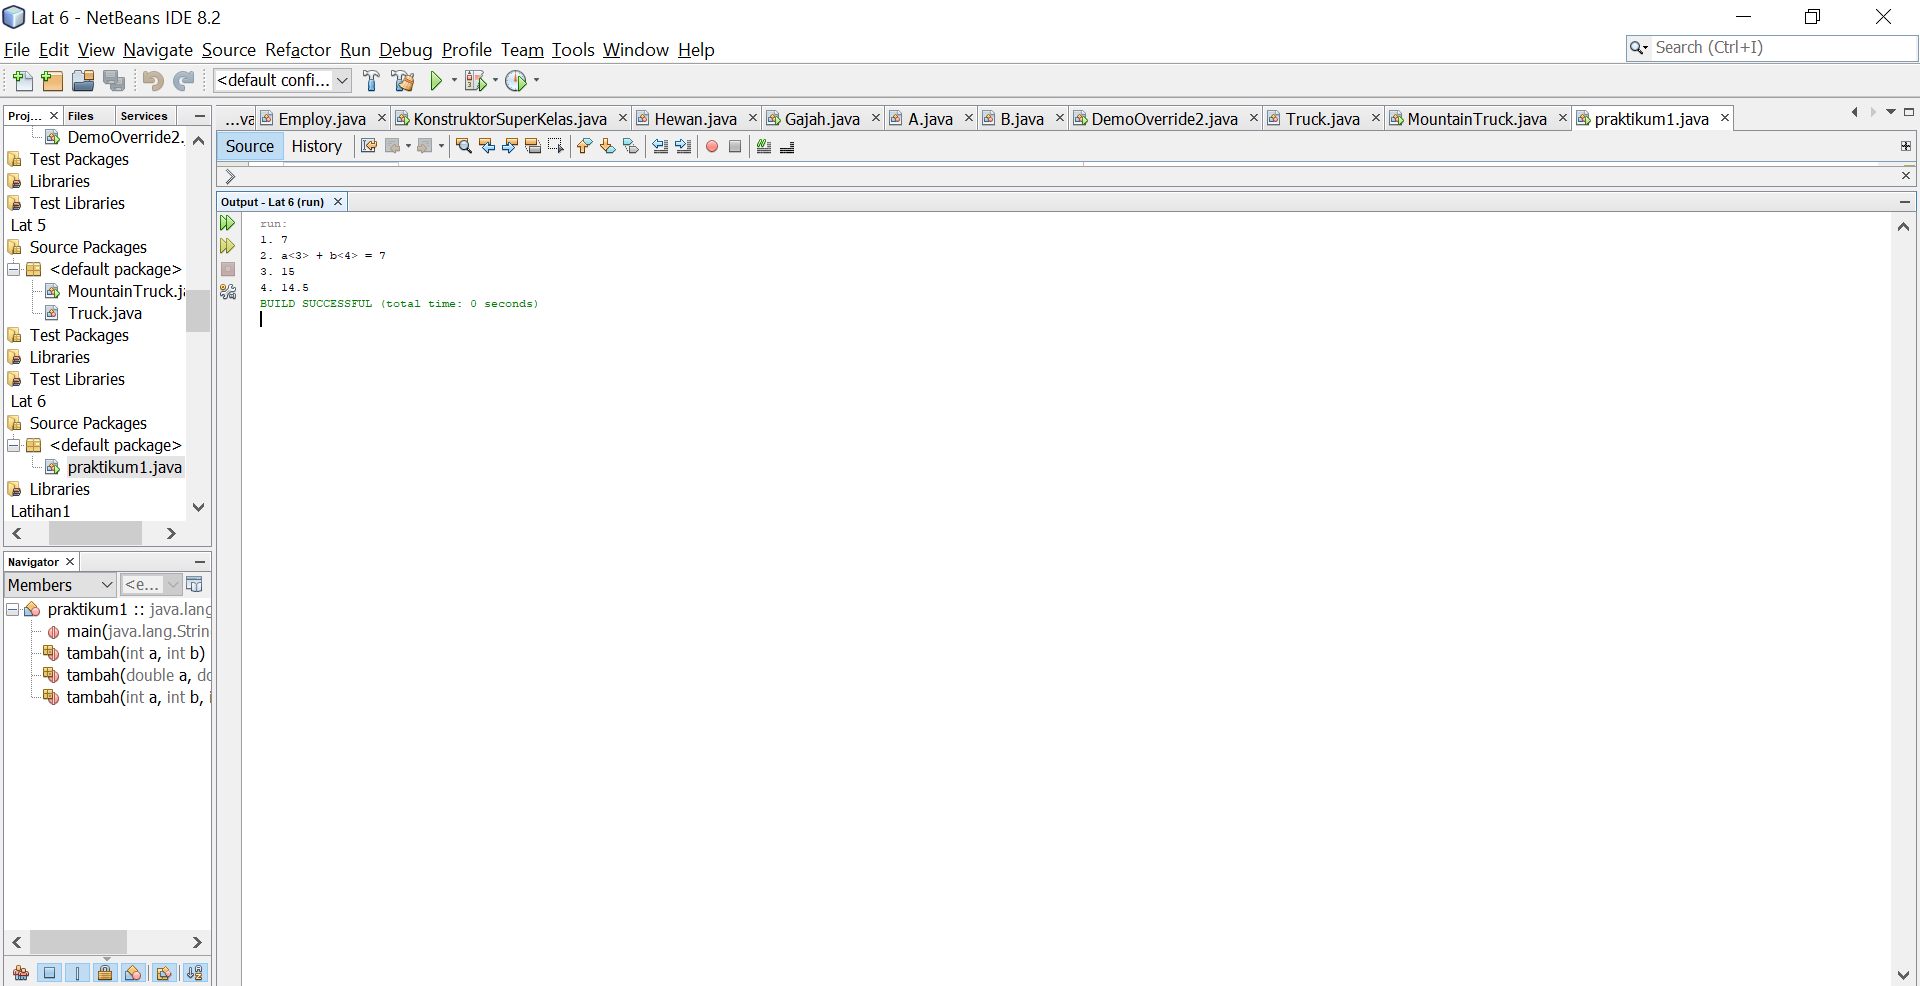 Lat 6 - NetBeans IDE 8.2
File Edit View Navigate Source Refactor Run Debug Profile Team Tools Window Help
Search (Ctrl+I)
<default confi...
Proj... Files Services
...va Employ.java KonstruktorSuperKelas.java Hewan.java Gajah.java A.java B.java DemoOverride2.java Truck.java MountainTruck.java praktikum1.java
Source History
DemoOverride2.
Test Packages
Libraries
Test Libraries
Lat 5
Source Packages
<default package>
MountainTruck.ja
Truck.java
Test Packages
Libraries
Test Libraries
Lat 6
Source Packages
<default package>
praktikum1.java
Libraries
Latihan1
Output - Lat 6 (run)
run:
1. 7
2. a<3> + b<4> = 7
3. 15
4. 14.5
BUILD SUCCESSFUL (total time: 0 seconds)
Navigator
Members <e...
praktikum1 :: java.lang
main(java.lang.Strin
tambah(int a, int b)
tambah(double a, do
tambah(int a, int b, i